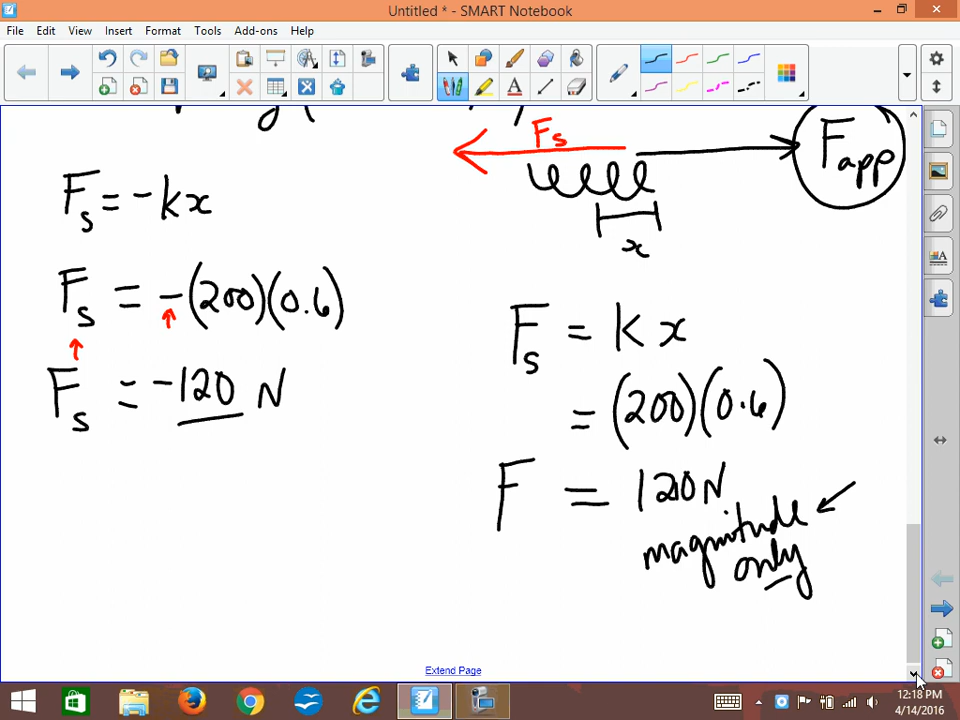 Untitled * - SMART Notebook
File Edit View Insert Format Tools Add-ons Help
Fs
Fapp
x
Fs = -kx
Fs = -(200)(0.6)
Fs = -120 N
Fs = Kx
= (200)(0.6)
F = 120N
magnitude
only
Extend Page
12:18 PM
4/14/2016